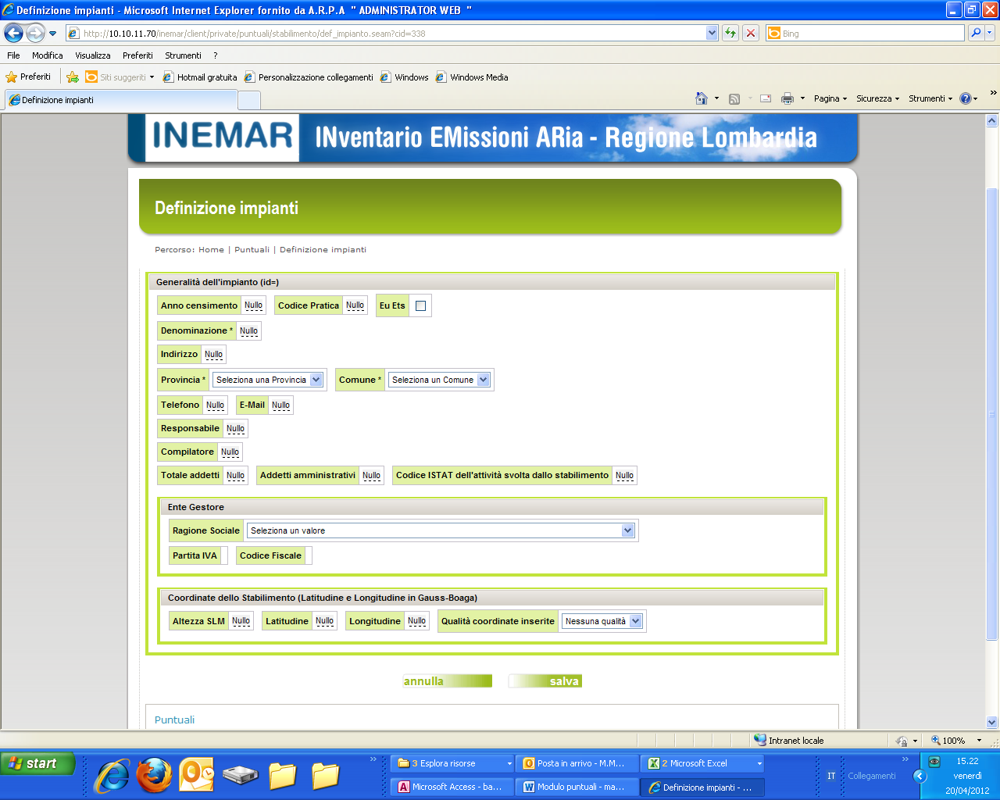 Definizione impianti - Microsoft Internet Explorer fornito da A.R.P.A " ADMINISTRATOR WEB "
http://10.10.11.70/inemar/client/private/puntuali/stabilimento/def_impianto.seam?cid=338
Bing
File Modifica Visualizza Preferiti Strumenti ?
Preferiti Siti suggeriti Hotmail gratuita Personalizzazione collegamenti Windows Windows Media
Definizione impianti
Pagina Sicurezza Strumenti
INEMAR INventario EMissioni ARia - Regione Lombardia
Definizione impianti
Percorso: Home | Puntuali | Definizione impianti
Generalità dell'impianto (id=)
Anno censimento Nullo Codice Pratica Nullo Eu Ets
Denominazione * Nullo
Indirizzo Nullo
Provincia * Seleziona una Provincia Comune * Seleziona un Comune
Telefono Nullo E-Mail Nullo
Responsabile Nullo
Compilatore Nullo
Totale addetti Nullo Addetti amministrativi Nullo Codice ISTAT dell'attività svolta dallo stabilimento Nullo
Ente Gestore
Ragione Sociale Seleziona un valore
Partita IVA Codice Fiscale
Coordinate dello Stabilimento (Latitudine e Longitudine in Gauss-Boaga)
Altezza SLM Nullo Latitudine Nullo Longitudine Nullo Qualità coordinate inserite Nessuna qualità
annulla salva
Puntuali
Intranet locale 100%
start
3 Esplora risorse Posta in arrivo - M.M... 2 Microsoft Excel
Microsoft Access - ba... Modulo puntuali - ma... Definizione impianti - ...
IT Collegamenti
15.22
venerdì
20/04/2012